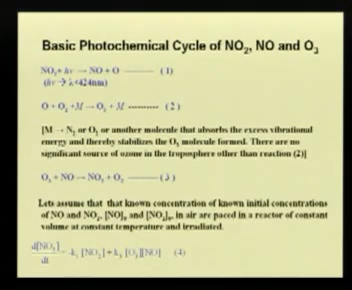 Basic Photochemical Cycle of NO2, NO and O3
NO2+ hν → NO + O ——— (1)
(hν → λ<424nm)
O + O2 +M → O3 + M ---------- (2)
[M → N2 or O2 or another molecule that absorbs the excess vibrational
energy and thereby stabilizes the O3 molecule formed. There are no
significant source of ozone in the troposphere other than reaction (2)]
O3 + NO → NO2 + O2 ——— (3)
Lets assume that that known concentration of known initial concentrations
of NO and NO2, [NO]0 and [NO2]0, in air are paced in a reactor of constant
volume at constant temperature and irradiated.
d[NO2]
dt
-k1 [NO2] + k3 [O3][NO] (4)